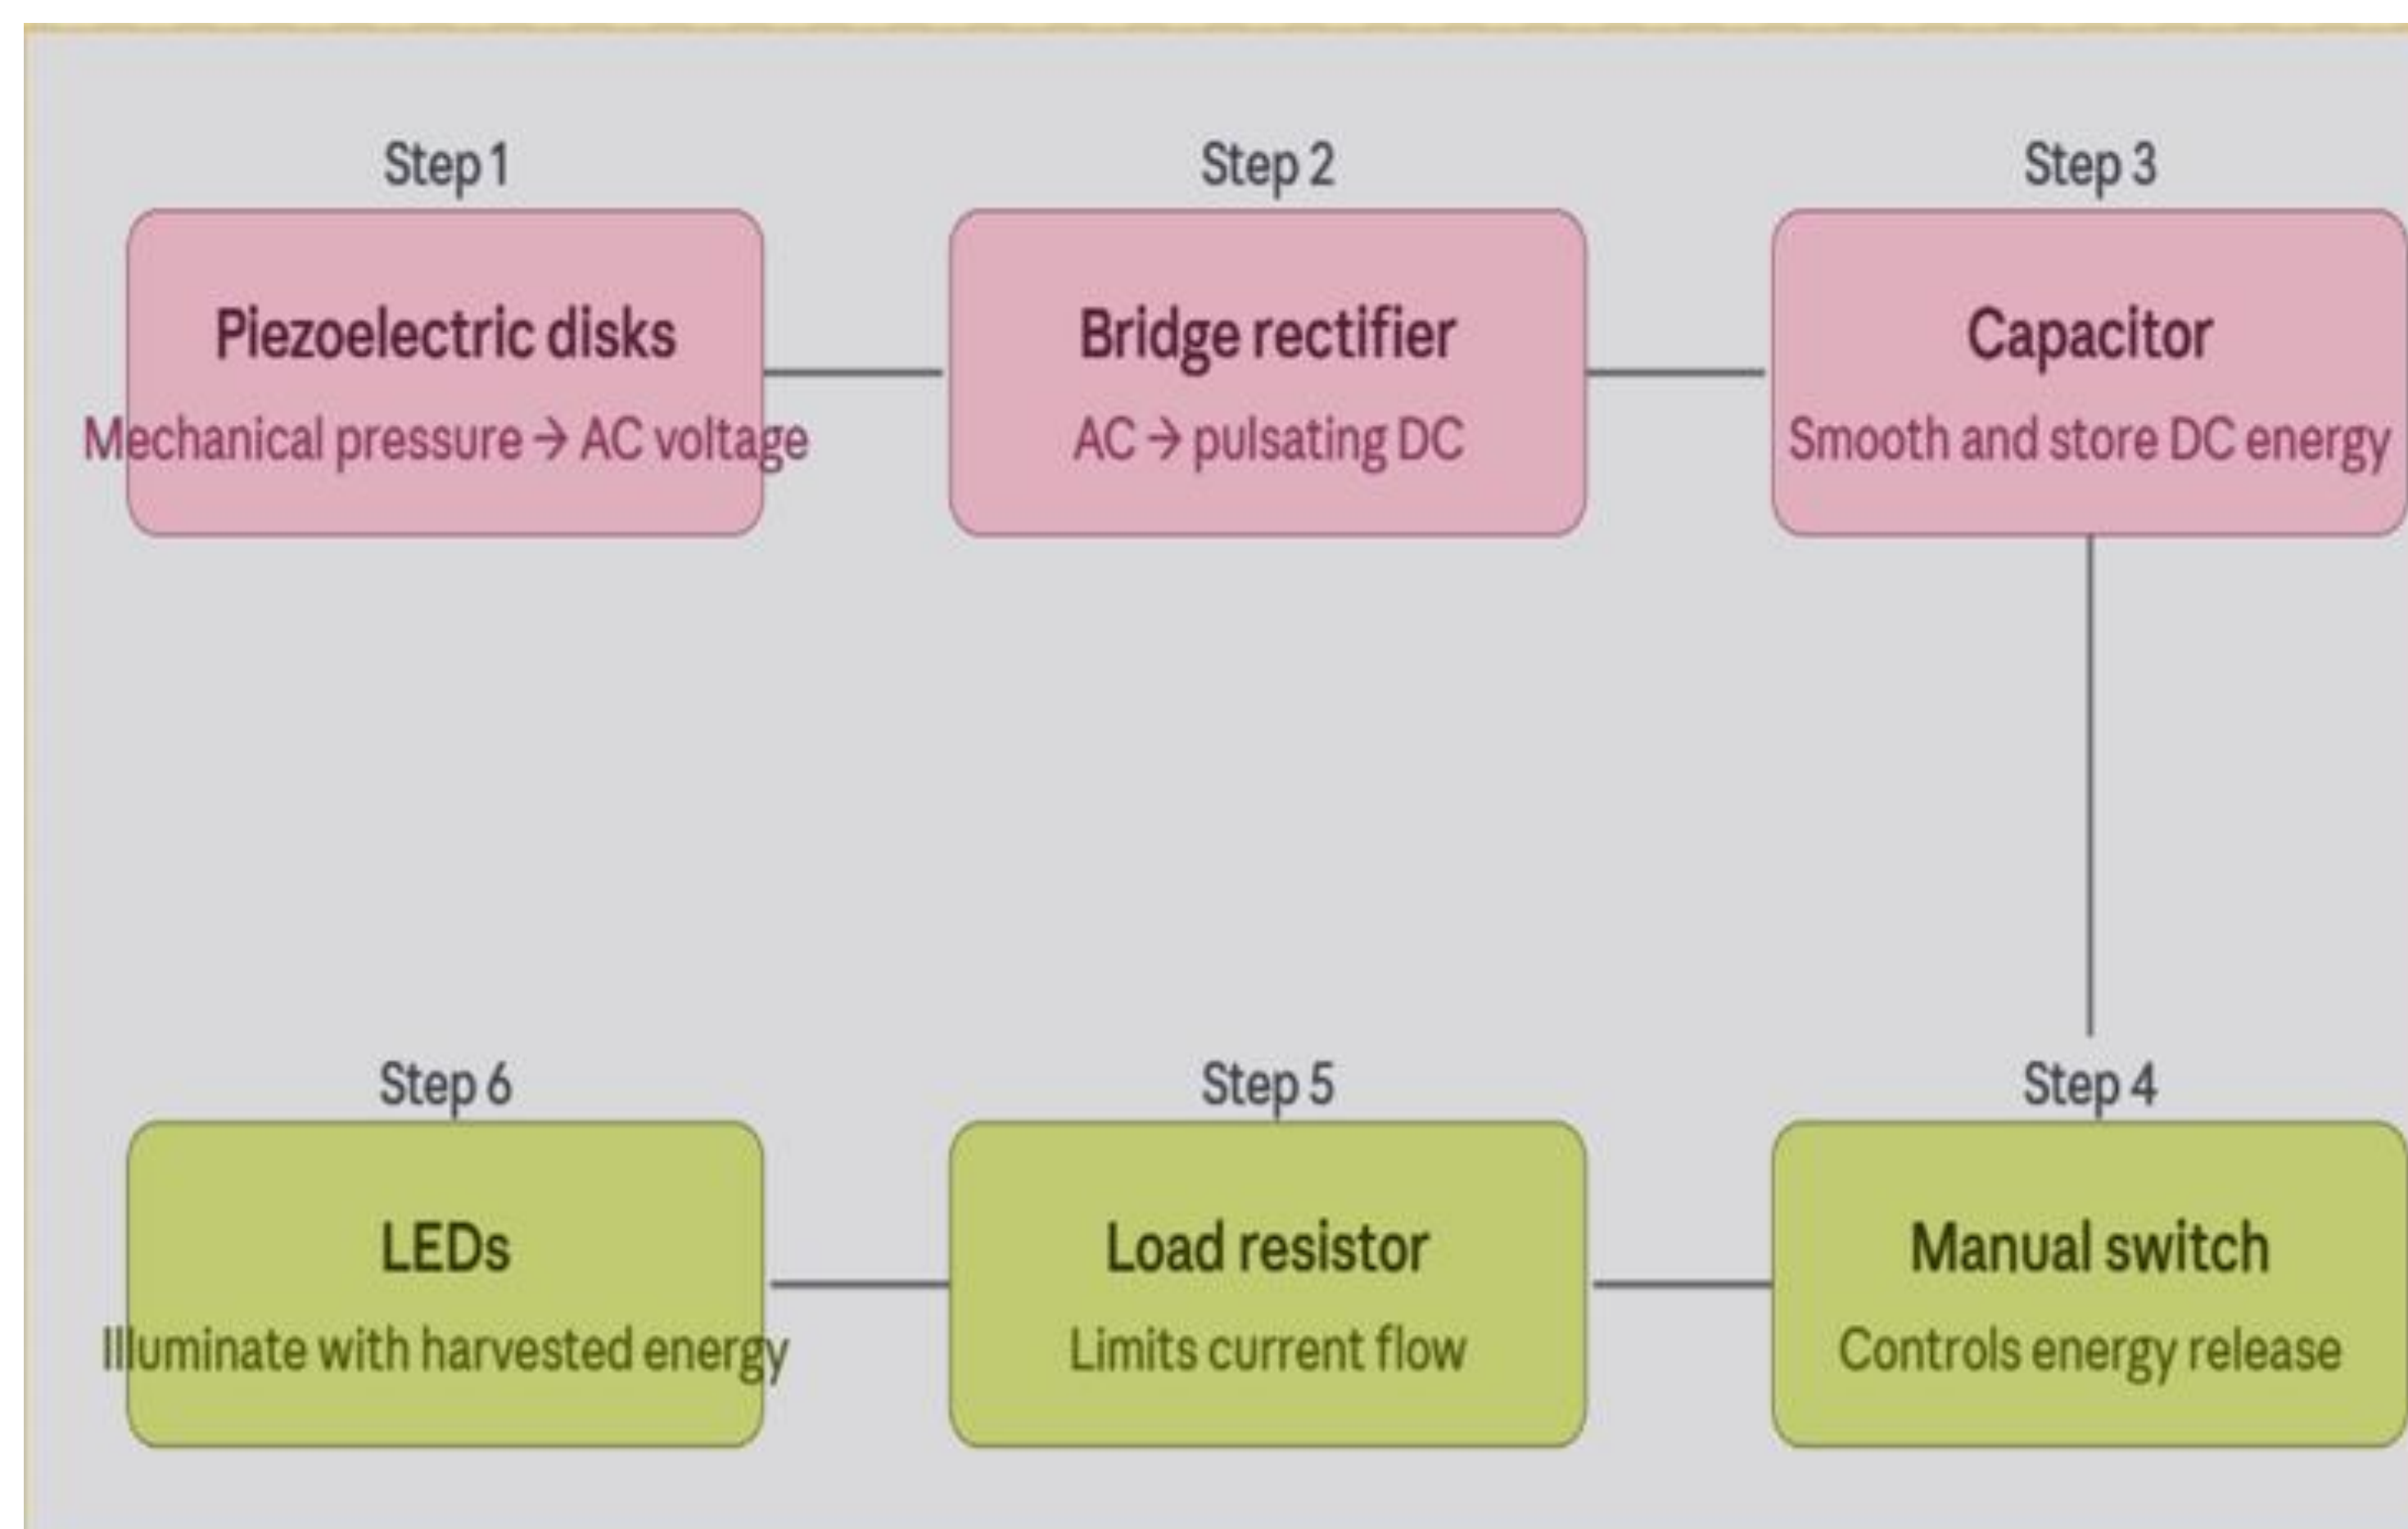 Step 1
Piezoelectric disks
Mechanical pressure → AC voltage
Step 2
Bridge rectifier
AC → pulsating DC
Step 3
Capacitor
Smooth and store DC energy
Step 4
Manual switch
Controls energy release
Step 5
Load resistor
Limits current flow
Step 6
LEDs
Illuminate with harvested energy